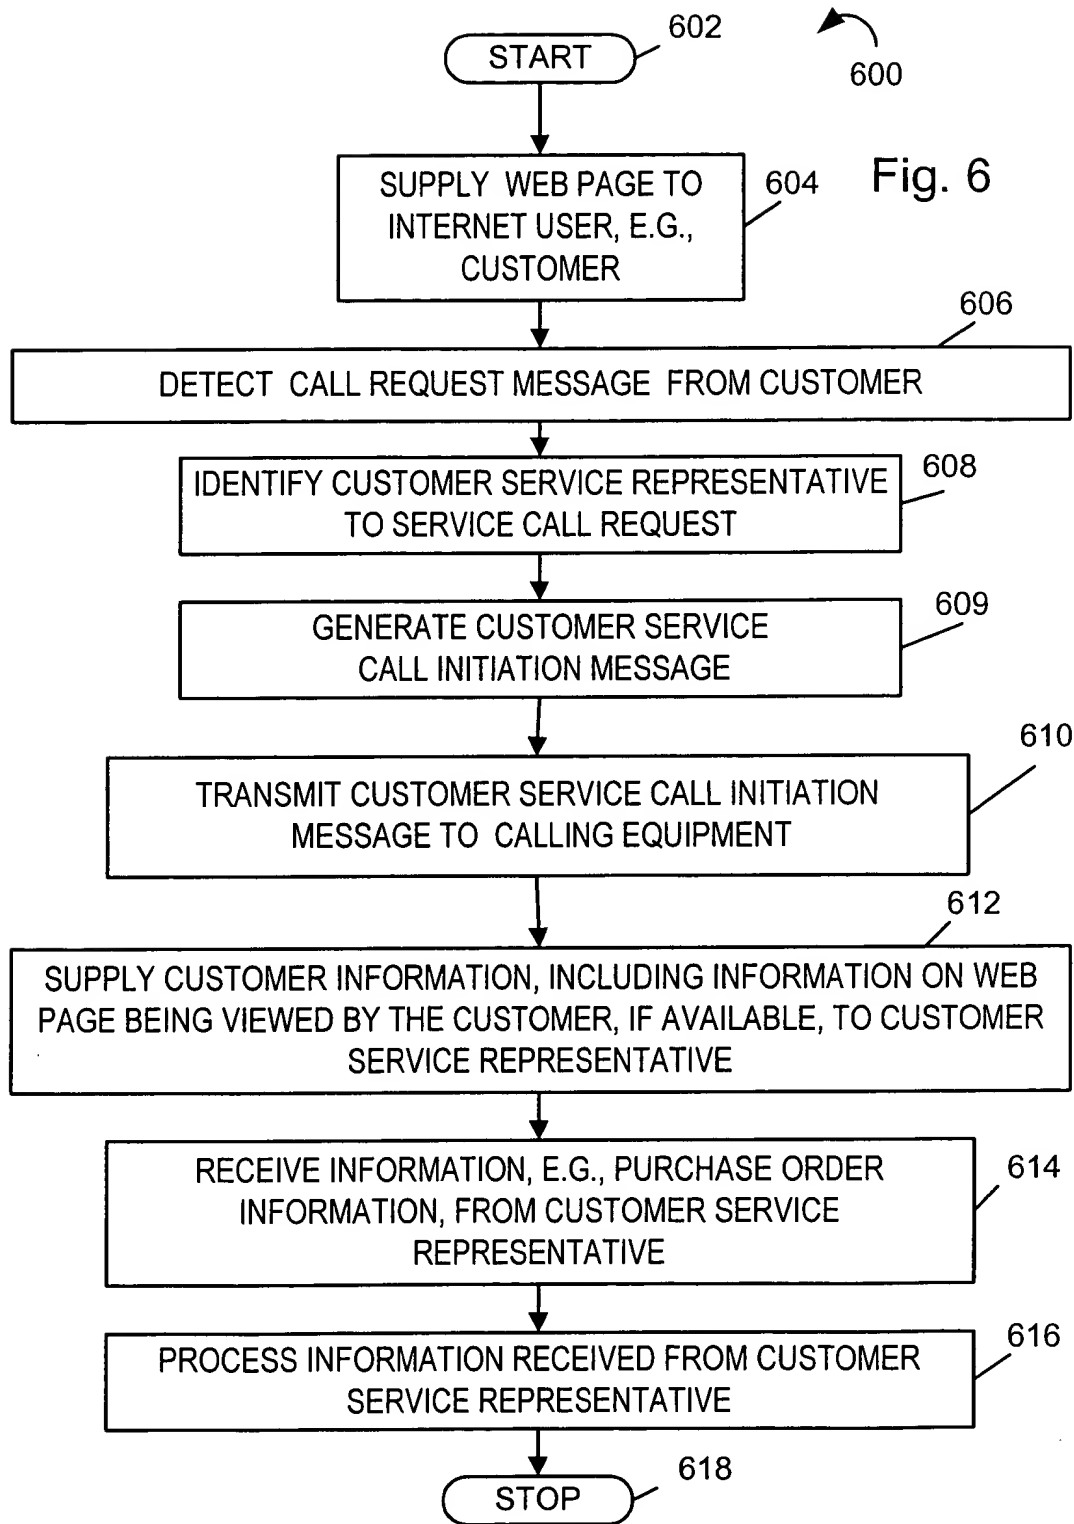 START
602
600
Fig. 6
SUPPLY WEB PAGE TO
INTERNET USER, E.G.,
CUSTOMER
604
606
DETECT CALL REQUEST MESSAGE FROM CUSTOMER
IDENTIFY CUSTOMER SERVICE REPRESENTATIVE
TO SERVICE CALL REQUEST
608
GENERATE CUSTOMER SERVICE
CALL INITIATION MESSAGE
609
610
TRANSMIT CUSTOMER SERVICE CALL INITIATION
MESSAGE TO CALLING EQUIPMENT
612
SUPPLY CUSTOMER INFORMATION, INCLUDING INFORMATION ON WEB
PAGE BEING VIEWED BY THE CUSTOMER, IF AVAILABLE, TO CUSTOMER
SERVICE REPRESENTATIVE
RECEIVE INFORMATION, E.G., PURCHASE ORDER
INFORMATION, FROM CUSTOMER SERVICE
REPRESENTATIVE
614
PROCESS INFORMATION RECEIVED FROM CUSTOMER
SERVICE REPRESENTATIVE
616
STOP
618